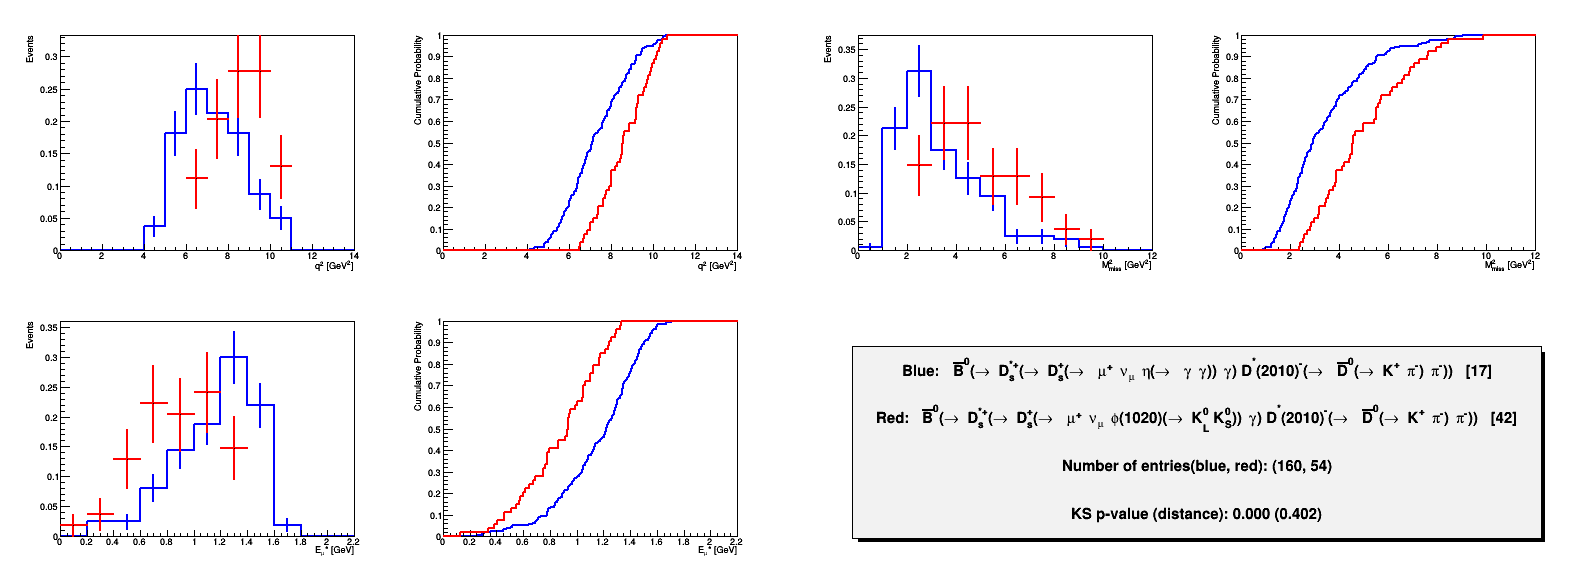 Events
0.3
0.25
0.2
0.15
0.1
0.05
0
0 2 4 6 8 10 12 14
q² [GeV²]
Cumulative Probability
1
0.9
0.8
0.7
0.6
0.5
0.4
0.3
0.2
0.1
0
0 2 4 6 8 10 12 14
q² [GeV²]
Events
0.35
0.3
0.25
0.2
0.15
0.1
0.05
0
0 2 4 6 8 10 12
M²miss [GeV²]
Cumulative Probability
1
0.9
0.8
0.7
0.6
0.5
0.4
0.3
0.2
0.1
0
0 2 4 6 8 10 12
M²miss [GeV²]
Events
0.35
0.3
0.25
0.2
0.15
0.1
0.05
0
0 0.2 0.4 0.6 0.8 1 1.2 1.4 1.6 1.8 2 2.2
Eμ* [GeV]
Cumulative Probability
1
0.9
0.8
0.7
0.6
0.5
0.4
0.3
0.2
0.1
0
0 0.2 0.4 0.6 0.8 1 1.2 1.4 1.6 1.8 2 2.2
Eμ* [GeV]
Blue: B̅⁰(→ Dₛ*⁺(→ Dₛ⁺(→ μ⁺ νμ η(→ γ γ)) γ) D*(2010)⁻(→ D̅⁰(→ K⁺ π⁻) π⁻)) [17]
Red: B̅⁰(→ Dₛ*⁺(→ Dₛ⁺(→ μ⁺ νμ ϕ(1020)(→ K⁰L K⁰S)) γ) D*(2010)⁻(→ D̅⁰(→ K⁺ π⁻) π⁻)) [42]
Number of entries(blue, red): (160, 54)
KS p-value (distance): 0.000 (0.402)